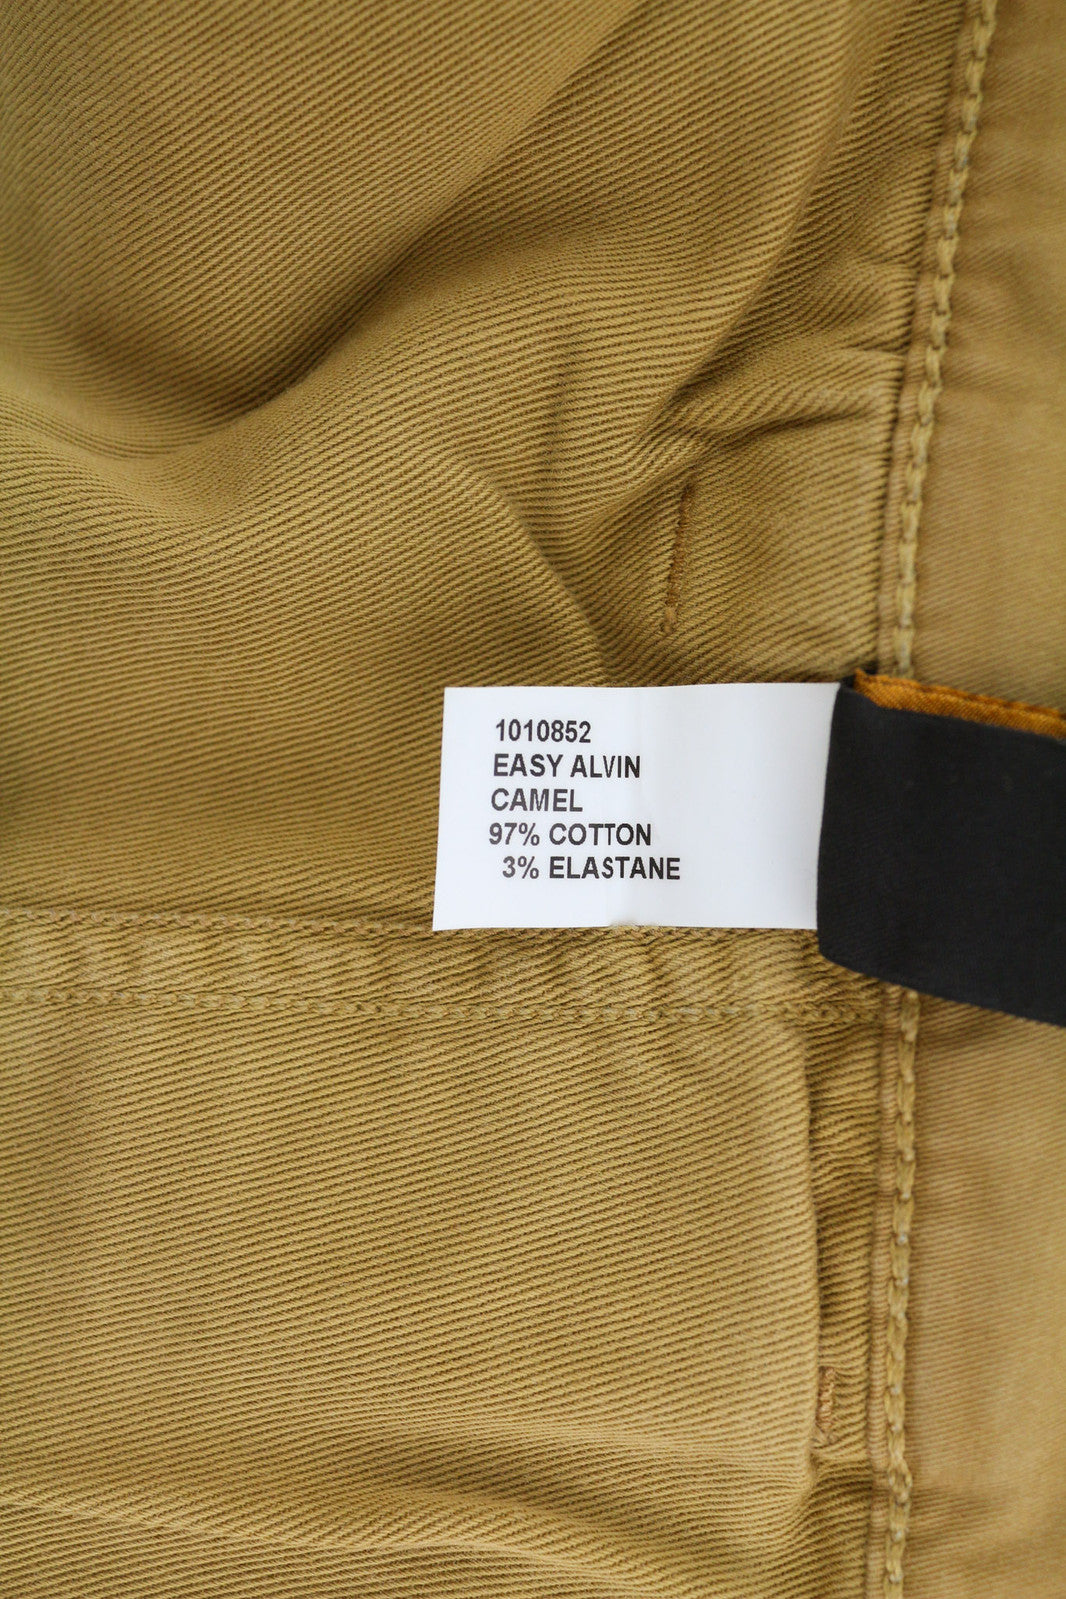 1010852
EASY ALVIN
CAMEL
97% COTTON
3% ELASTANE